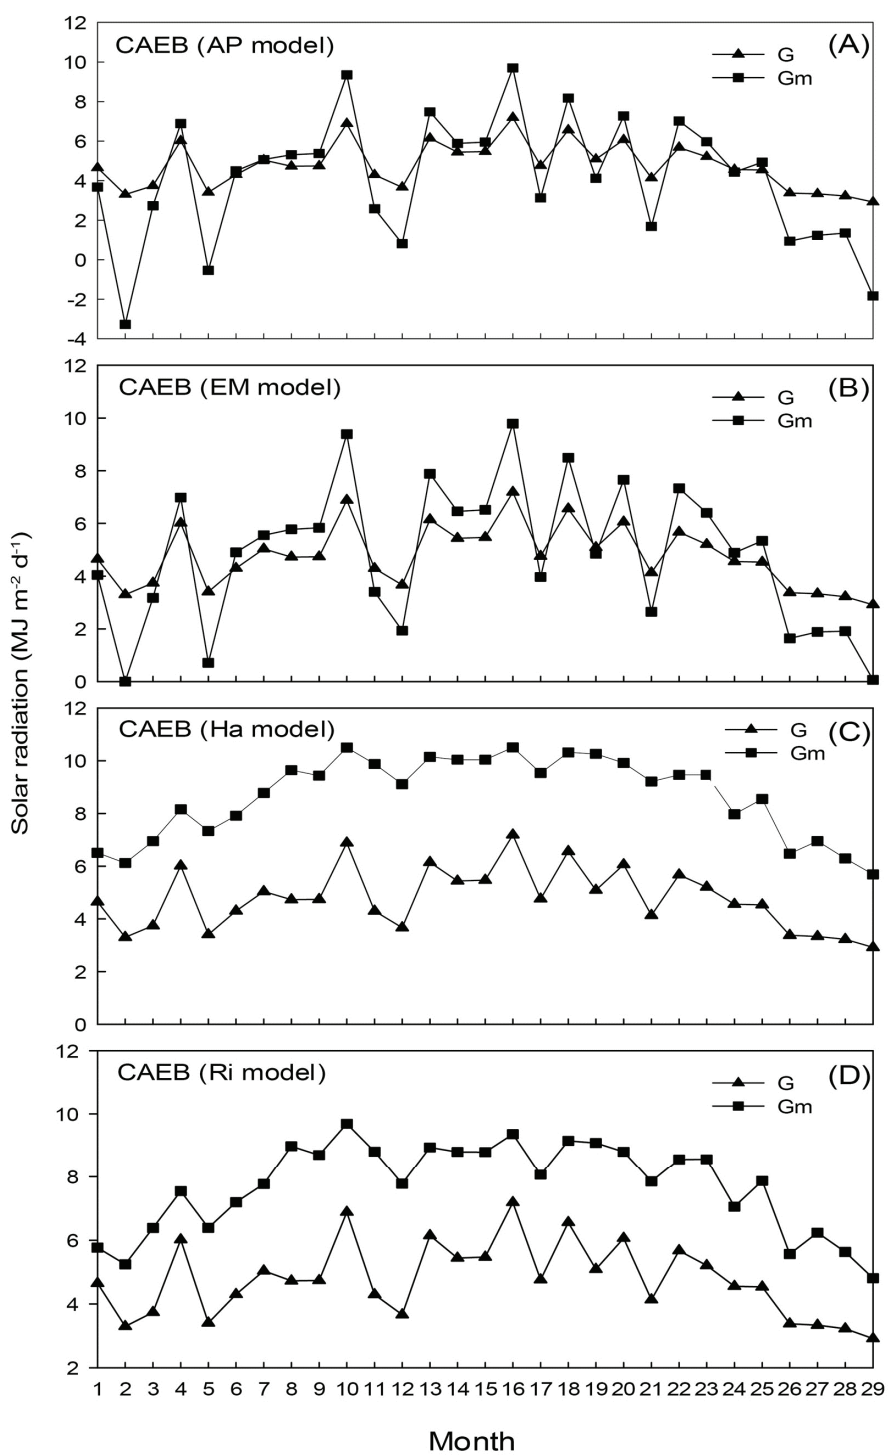 CAEB (AP model)
(A)
G
Gm
12
10
8
6
4
2
0
-2
-4
CAEB (EM model)
(B)
G
Gm
12
10
8
6
4
2
0
CAEB (Ha model)
(C)
G
Gm
12
10
8
6
4
2
0
CAEB (Ri model)
(D)
G
Gm
12
10
8
6
4
2
Solar radiation (MJ m⁻² d⁻¹)
1 2 3 4 5 6 7 8 9 10 11 12 13 14 15 16 17 18 19 20 21 22 23 24 25 26 27 28 29
Month